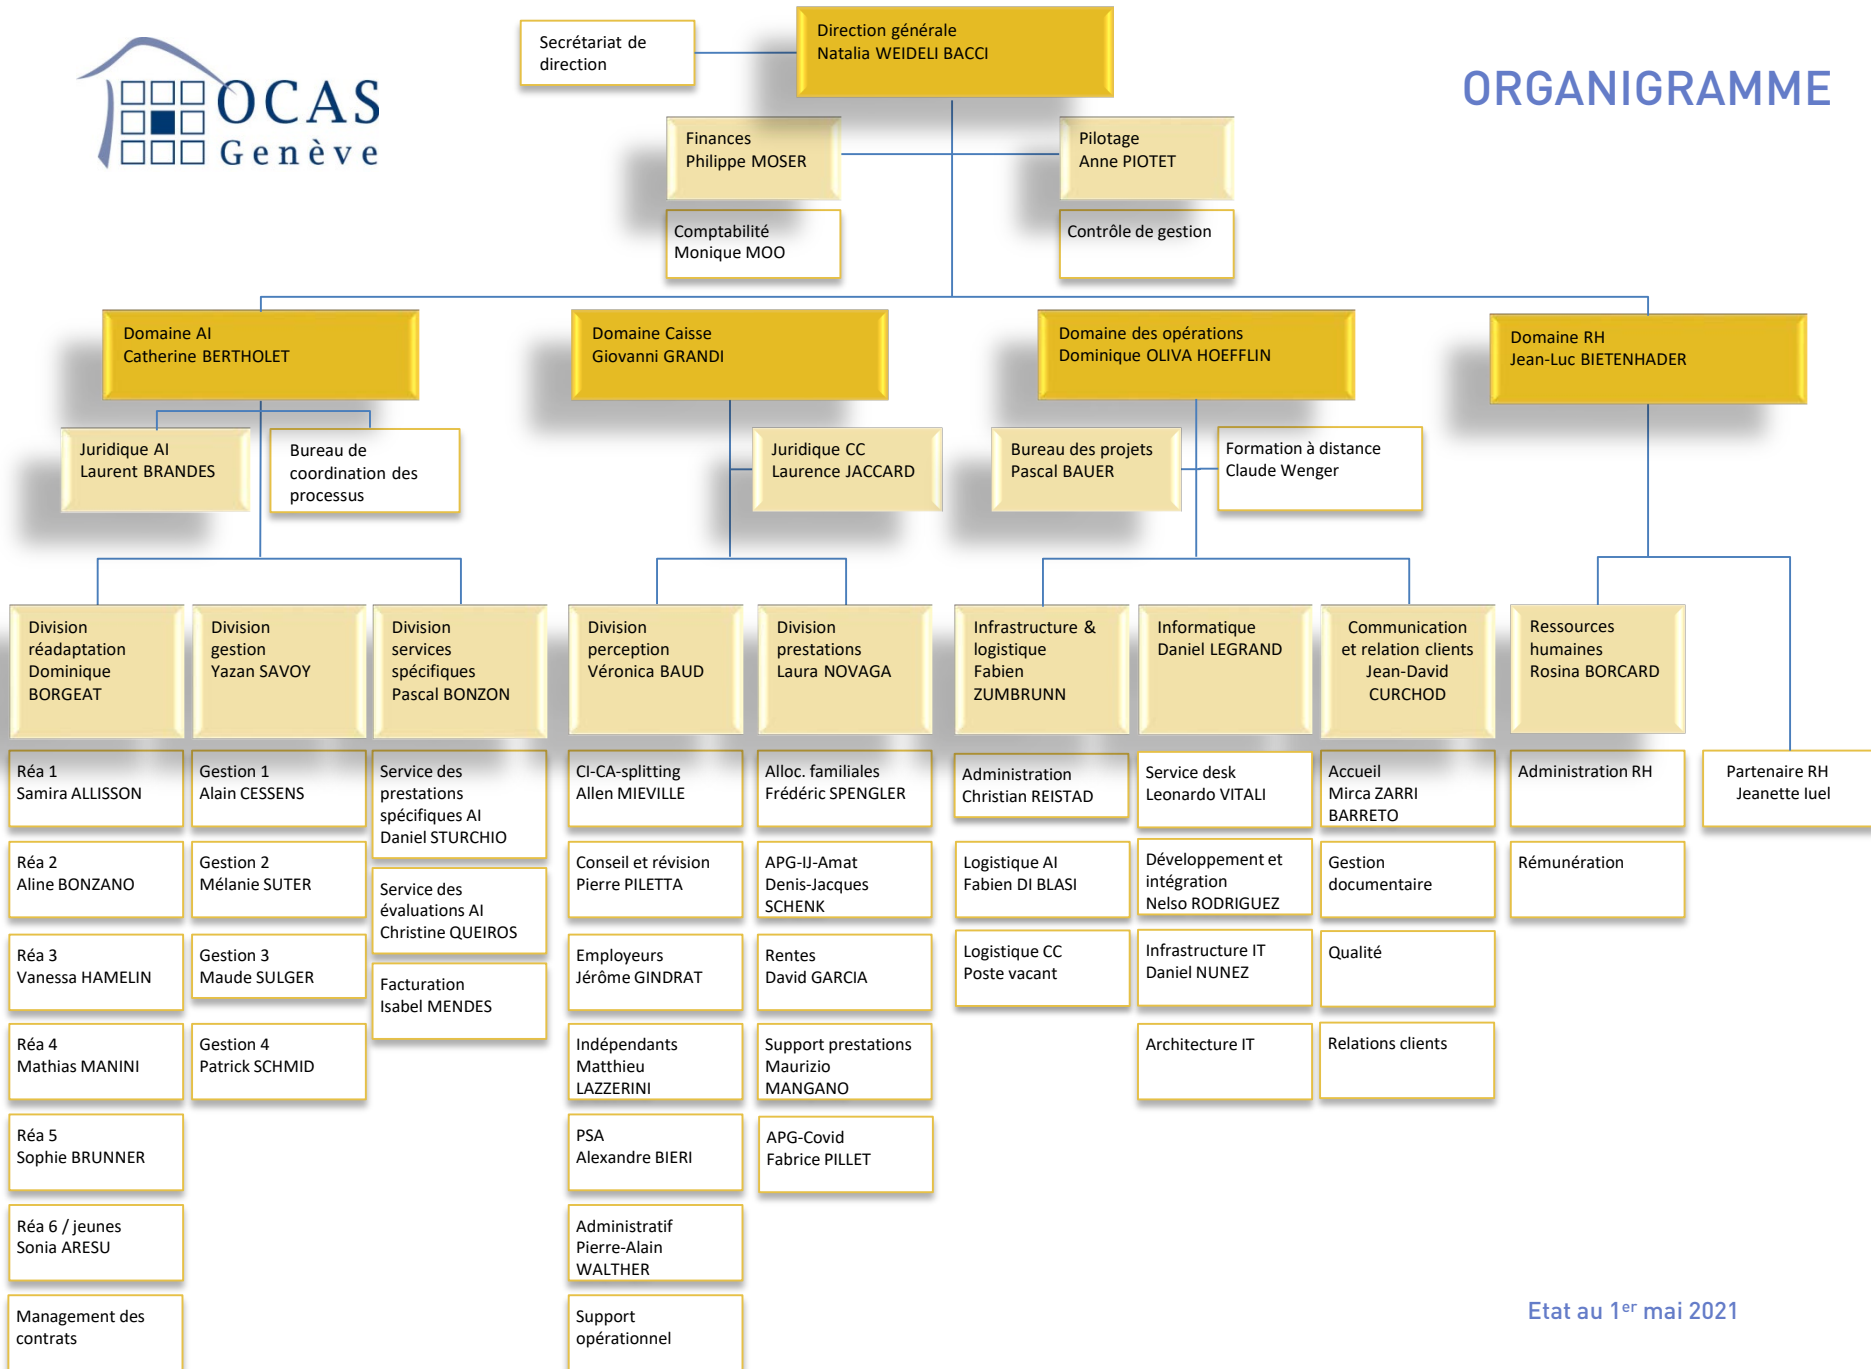 OCAS
Genève
ORGANIGRAMME
Secrétariat de
direction
Direction générale
Natalia WEIDELI BACCI
Finances
Philippe MOSER
Pilotage
Anne PIOTET
Comptabilité
Monique MOO
Contrôle de gestion
Domaine AI
Catherine BERTHOLET
Domaine Caisse
Giovanni GRANDI
Domaine des opérations
Dominique OLIVA HOEFFLIN
Domaine RH
Jean-Luc BIETENHADER
Juridique AI
Laurent BRANDES
Bureau de
coordination des
processus
Juridique CC
Laurence JACCARD
Bureau des projets
Pascal BAUER
Formation à distance
Claude Wenger
Division
réadaptation
Dominique
BORGEAT
Division
gestion
Yazan SAVOY
Division
services
spécifiques
Pascal BONZON
Division
perception
Véronica BAUD
Division
prestations
Laura NOVAGA
Infrastructure &
logistique
Fabien
ZUMBRUNN
Informatique
Daniel LEGRAND
Communication
et relation clients
Jean-David
CURCHOD
Ressources
humaines
Rosina BORCARD
Réa 1
Samira ALLISSON
Réa 2
Aline BONZANO
Réa 3
Vanessa HAMELIN
Réa 4
Mathias MANINI
Réa 5
Sophie BRUNNER
Réa 6 / jeunes
Sonia ARESU
Management des
contrats
Gestion 1
Alain CESSENS
Gestion 2
Mélanie SUTER
Gestion 3
Maude SULGER
Gestion 4
Patrick SCHMID
Service des
prestations
spécifiques AI
Daniel STURCHIO
Service des
évaluations AI
Christine QUEIROS
Facturation
Isabel MENDES
CI-CA-splitting
Allen MIEVILLE
Conseil et révision
Pierre PILETTA
Employeurs
Jérôme GINDRAT
Indépendants
Matthieu
LAZZERINI
PSA
Alexandre BIERI
Administratif
Pierre-Alain
WALTHER
Support
opérationnel
Alloc. familiales
Frédéric SPENGLER
APG-IJ-Amat
Denis-Jacques
SCHENK
Rentes
David GARCIA
Support prestations
Maurizio
MANGANO
APG-Covid
Fabrice PILLET
Administration
Christian REISTAD
Logistique AI
Fabien DI BLASI
Logistique CC
Poste vacant
Service desk
Leonardo VITALI
Développement et
intégration
Nelso RODRIGUEZ
Infrastructure IT
Daniel NUNEZ
Architecture IT
Accueil
Mirca ZARRI
BARRETO
Gestion
documentaire
Qualité
Relations clients
Administration RH
Rémunération
Partenaire RH
Jeanette Iuel
Etat au 1er mai 2021